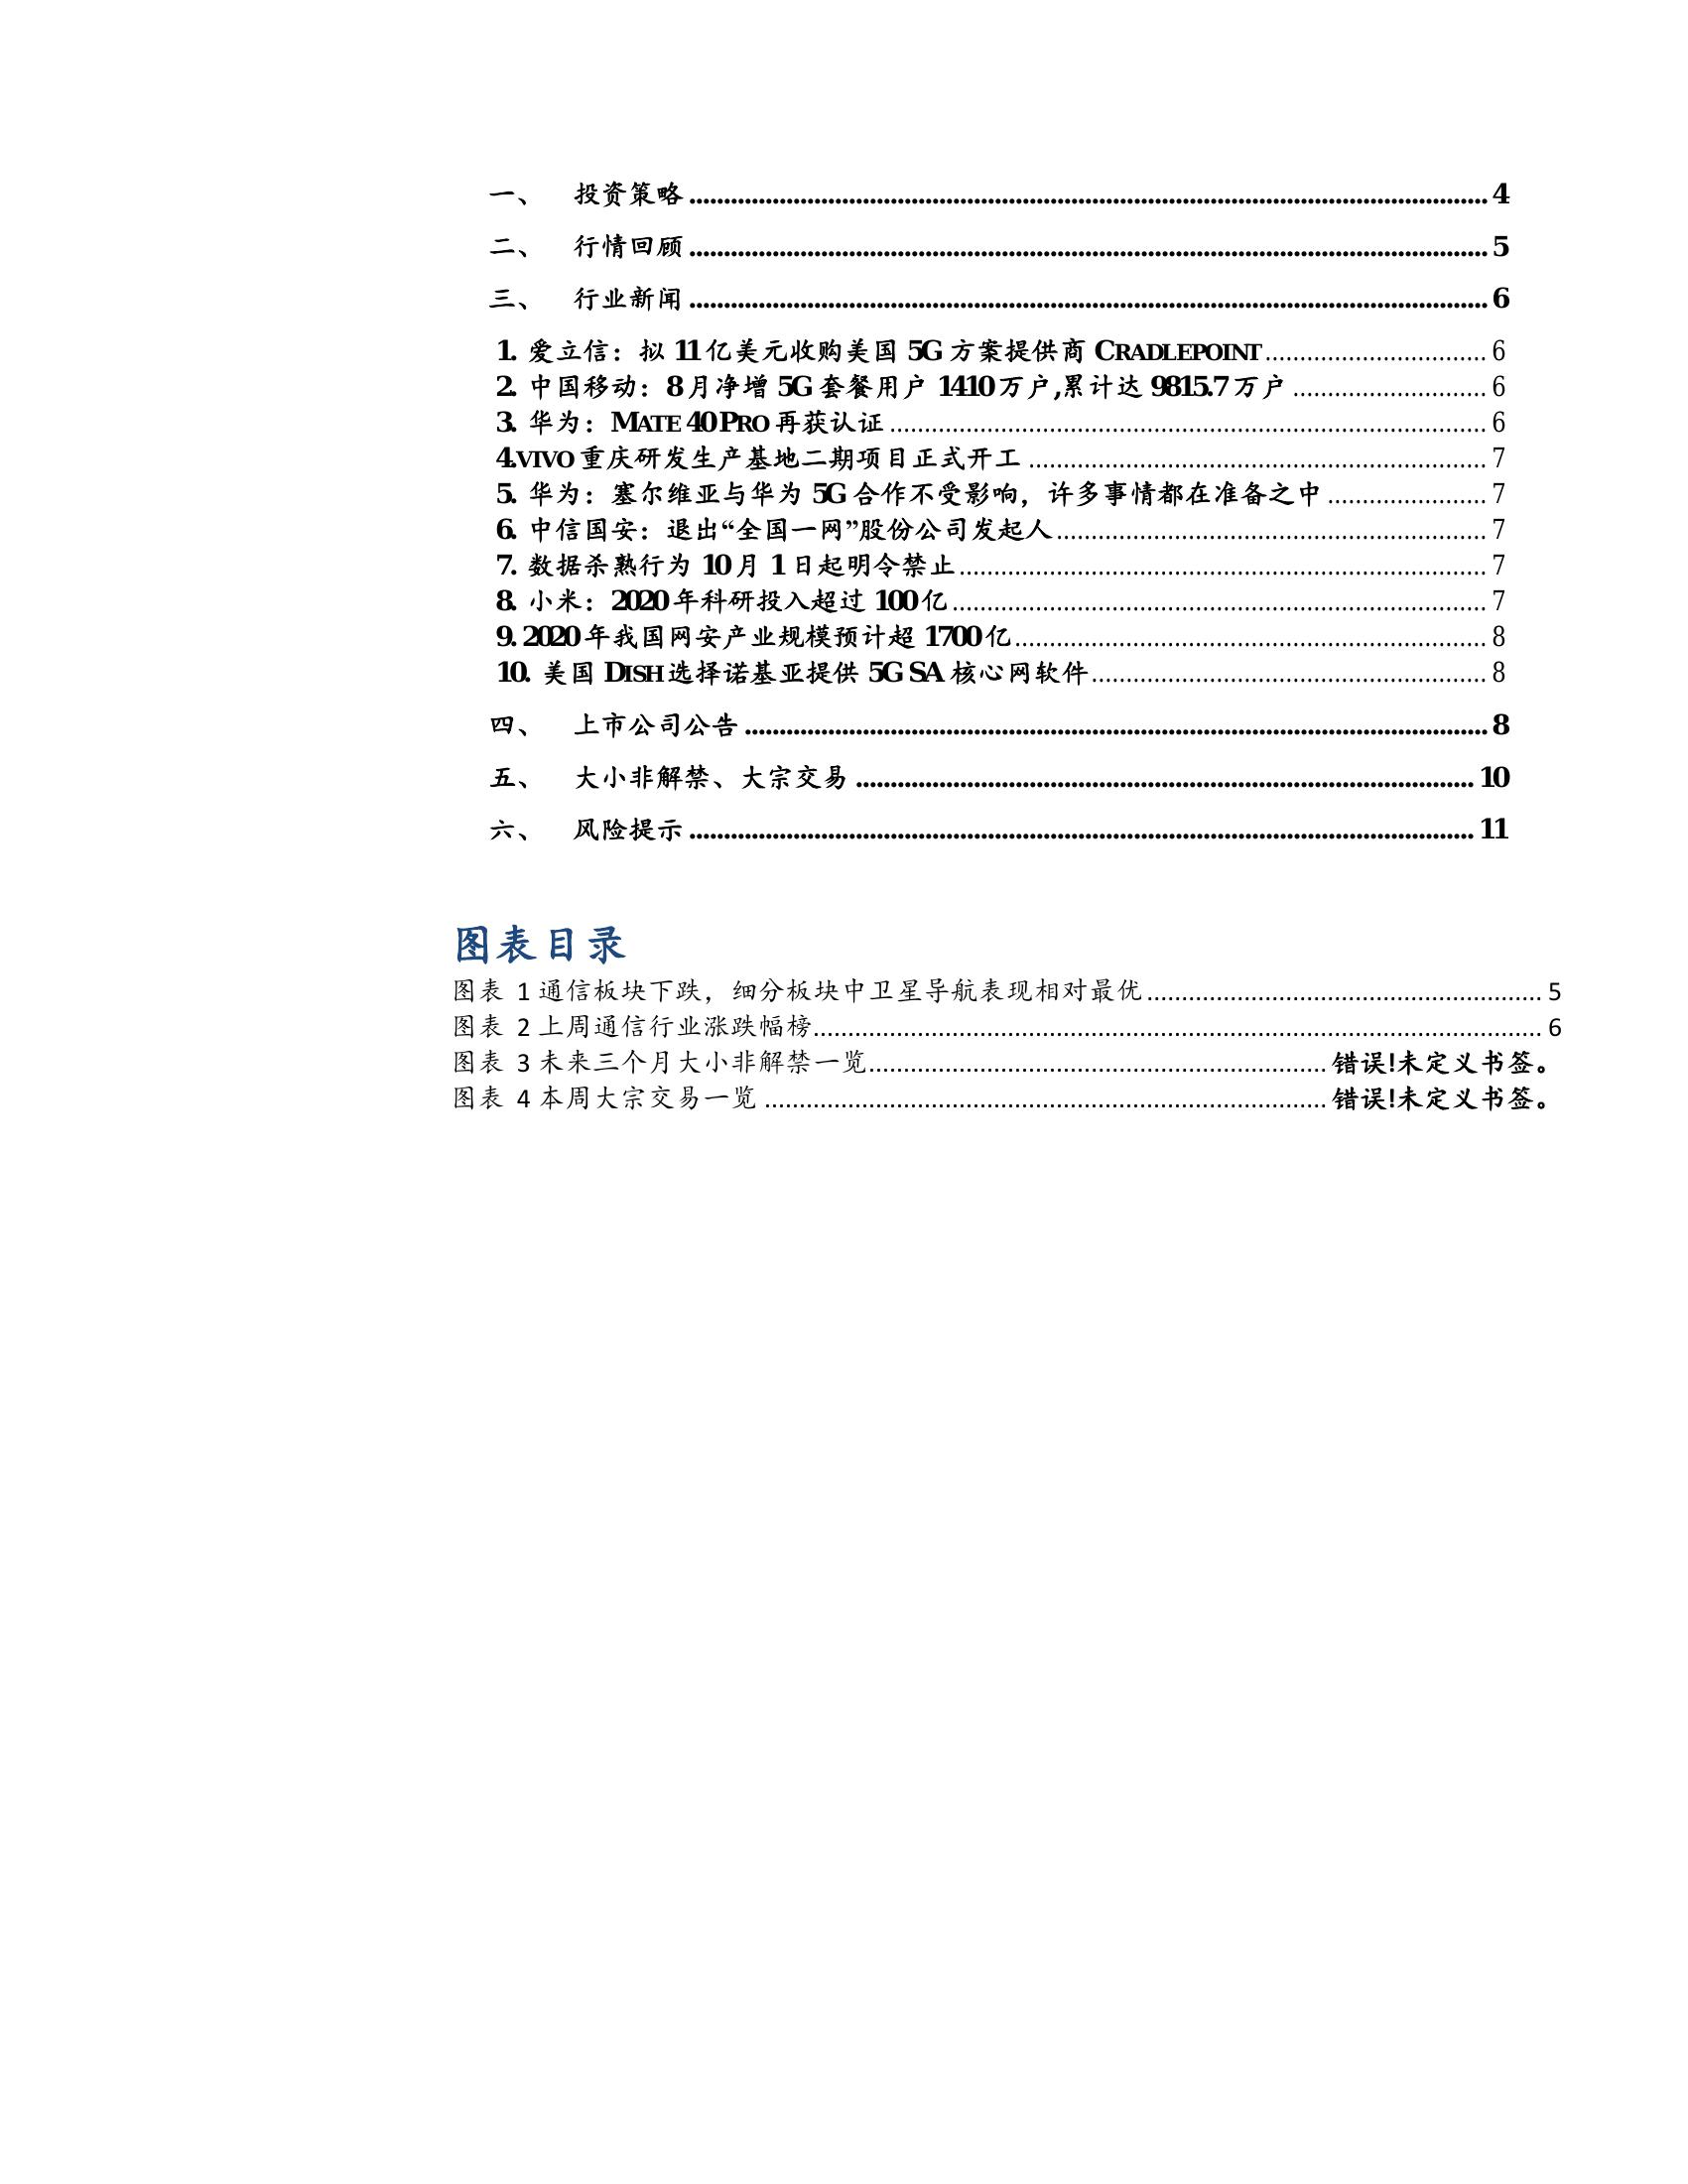 一、 投资策略 ........ 4
二、 行情回顾 ........ 5
三、 行业新闻 ........ 6
1. 爱立信：拟 11 亿美元收购美国 5G 方案提供商 CRADLEPOINT ........ 6
2. 中国移动：8 月净增 5G 套餐用户 1410 万户,累计达 9815.7 万户 ........ 6
3. 华为：MATE 40 PRO 再获认证 ........ 6
4.VIVO 重庆研发生产基地二期项目正式开工 ........ 7
5. 华为：塞尔维亚与华为 5G 合作不受影响，许多事情都在准备之中 ........ 7
6. 中信国安：退出“全国一网”股份公司发起人 ........ 7
7. 数据杀熟行为 10 月 1 日起明令禁止 ........ 7
8. 小米：2020 年科研投入超过 100 亿 ........ 7
9. 2020 年我国网安产业规模预计超 1700 亿 ........ 8
10. 美国 DISH 选择诺基亚提供 5G SA 核心网软件 ........ 8
四、 上市公司公告 ........ 8
五、 大小非解禁、大宗交易 ........ 10
六、 风险提示 ........ 11
图表目录
图表 1 通信板块下跌，细分板块中卫星导航表现相对最优 ........ 5
图表 2 上周通信行业涨跌幅榜 ........ 6
图表 3 未来三个月大小非解禁一览 ........ 错误!未定义书签。
图表 4 本周大宗交易一览 ........ 错误!未定义书签。